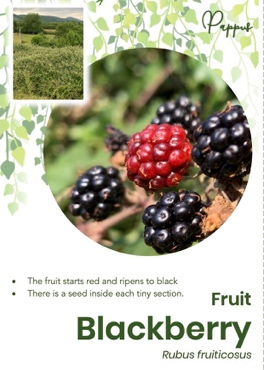 Pappus
• The fruit starts red and ripens to black
• There is a seed inside each tiny section.
Fruit
Blackberry
Rubus fruiticosus